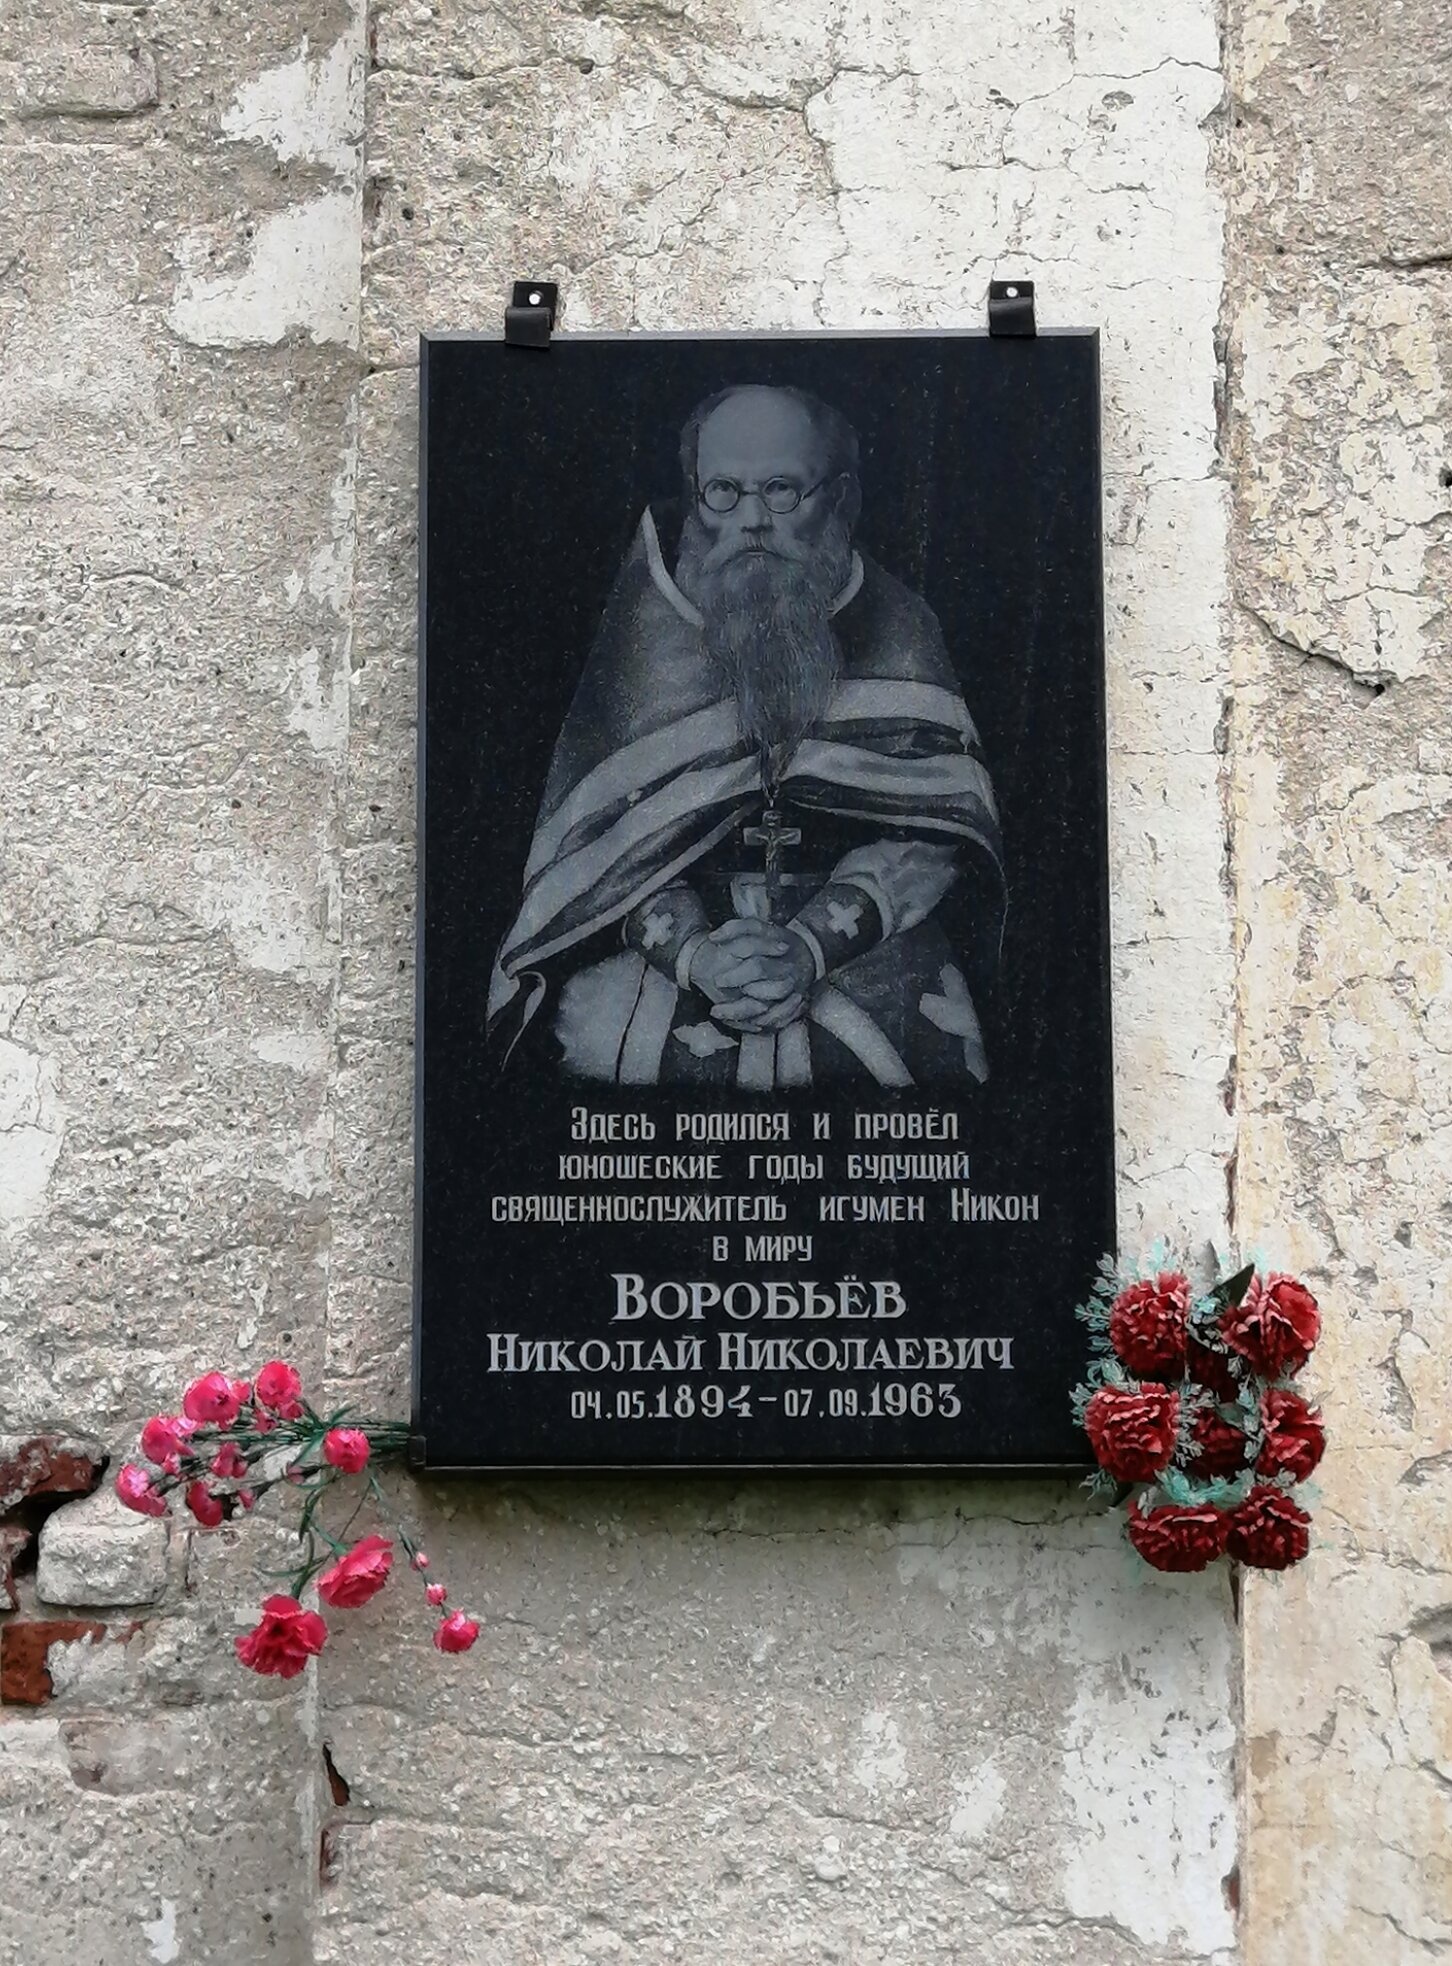 Здесь родился и провёл
юношеские годы будущий
священнослужитель игумен Никон
в миру
Воробьёв
Николай Николаевич
04.05.1894–07.09.1963